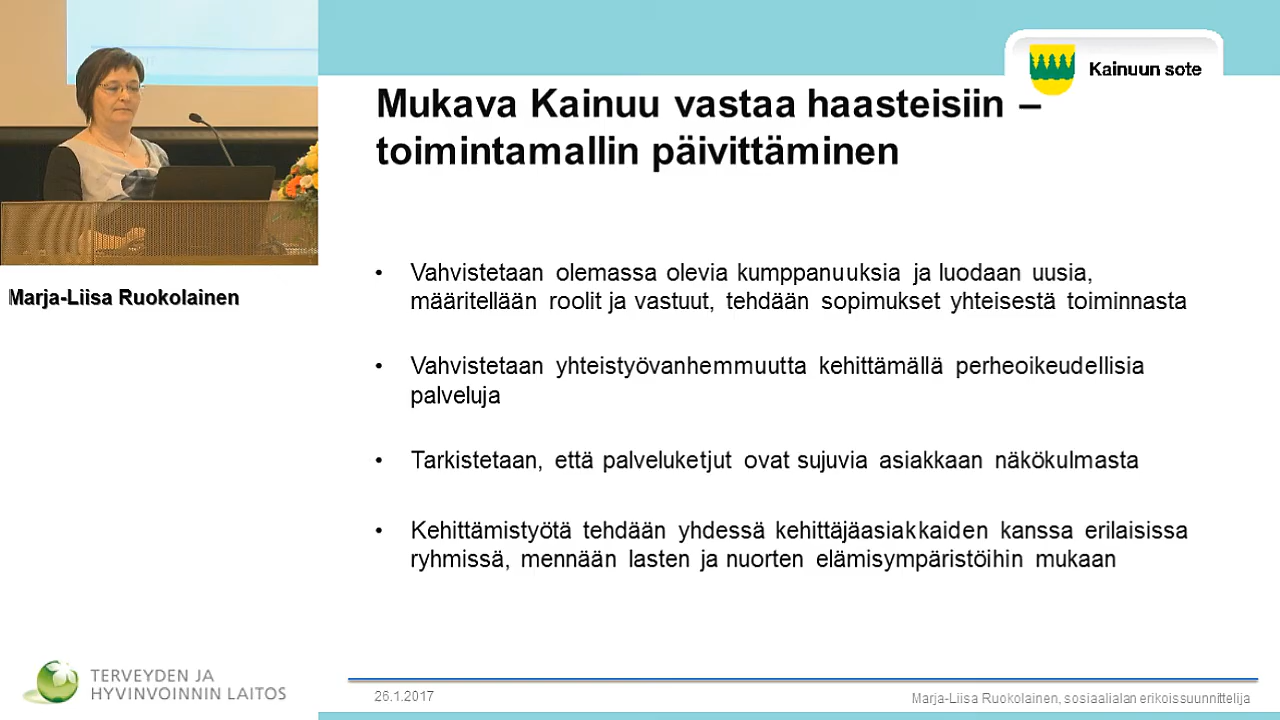 Kainuun sote
Mukava Kainuu vastaa haasteisiin –
toimintamallin päivittäminen
• Vahvistetaan olemassa olevia kumppanuuksia ja luodaan uusia,
määritellään roolit ja vastuut, tehdään sopimukset yhteisestä toiminnasta
• Vahvistetaan yhteistyövanhemmuutta kehittämällä perheoikeudellisia
palveluja
• Tarkistetaan, että palveluketjut ovat sujuvia asiakkaan näkökulmasta
• Kehittämistyötä tehdään yhdessä kehittäjäasiakkaiden kanssa erilaisissa
ryhmissä, mennään lasten ja nuorten elämisympäristöihin mukaan
Marja-Liisa Ruokolainen
TERVEYDEN JA
HYVINVOINNIN LAITOS
26.1.2017
Marja-Liisa Ruokolainen, sosiaalialan erikoissuunnittelija